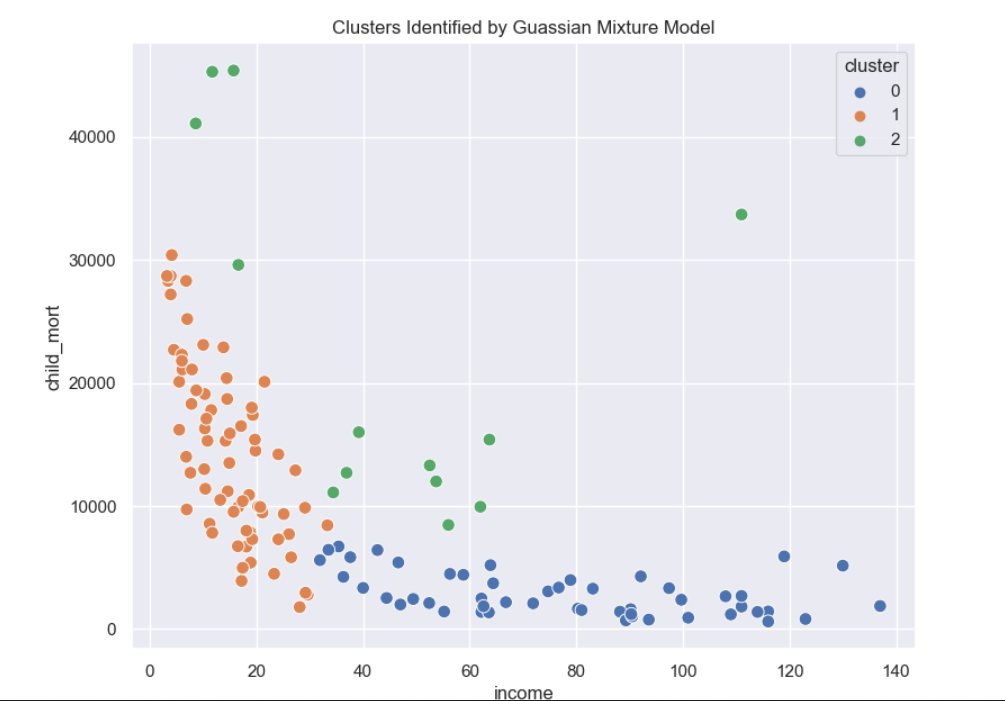 Clusters Identified by Guassian Mixture Model
cluster
0
1
2
child_mort
40000
30000
20000
10000
0
0 20 40 60 80 100 120 140
income